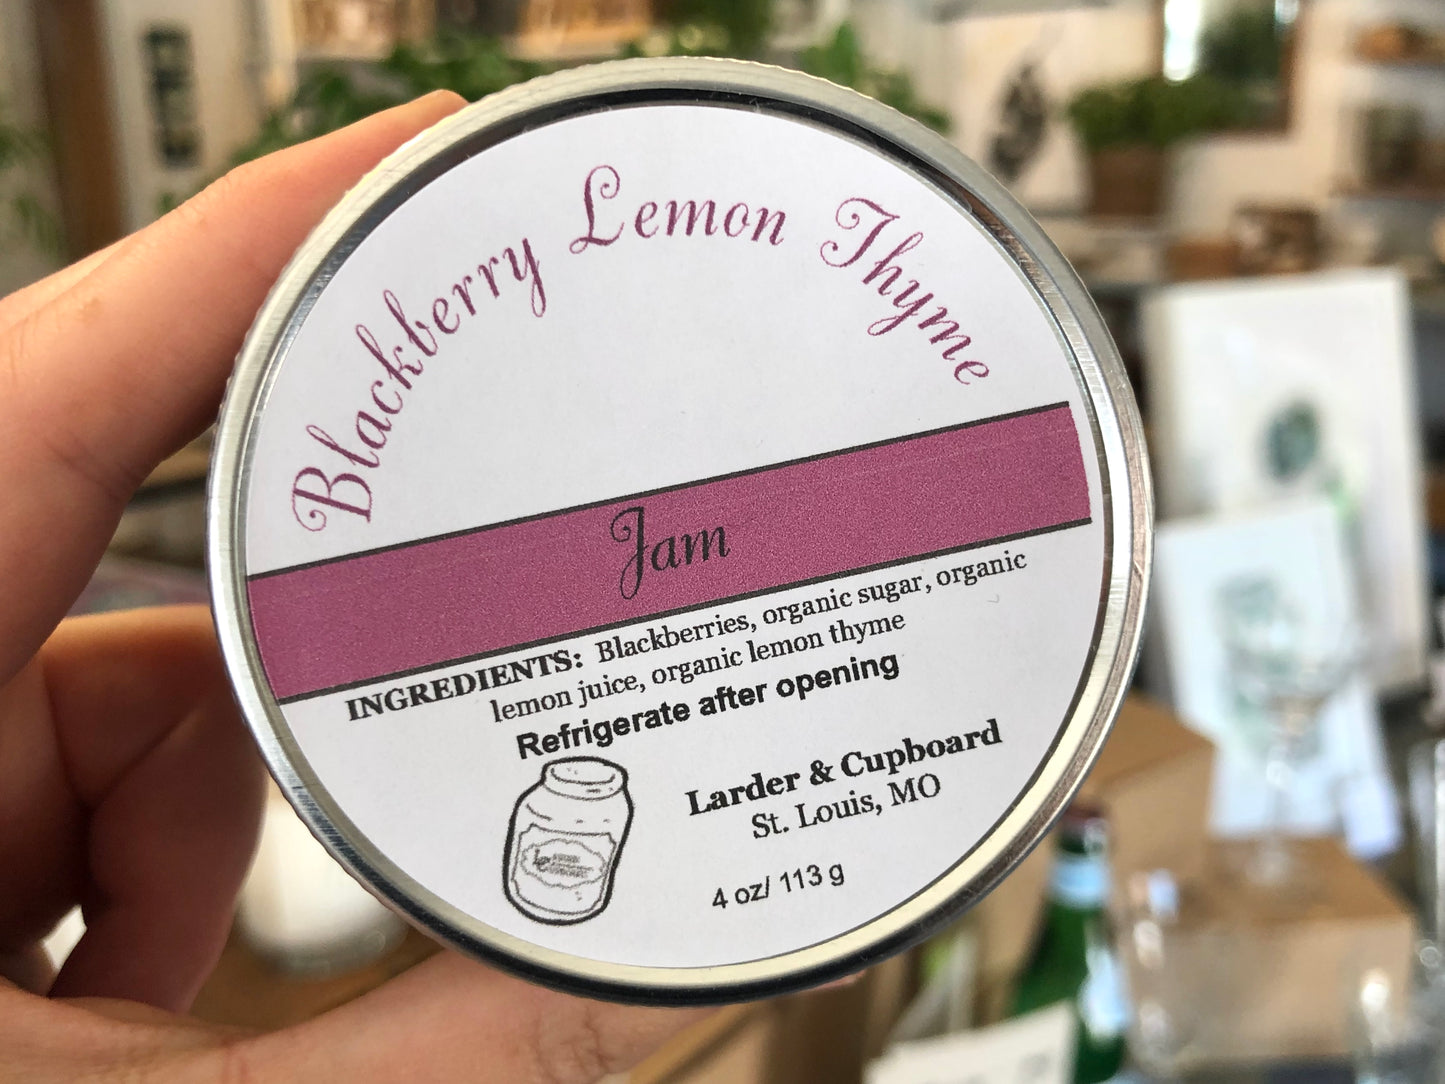 Blackberry Lemon Thyme
Jam
INGREDIENTS: Blackberries, organic sugar, organic
lemon juice, organic lemon thyme
Refrigerate after opening
Larder & Cupboard
St. Louis, MO
4 oz/ 113 g